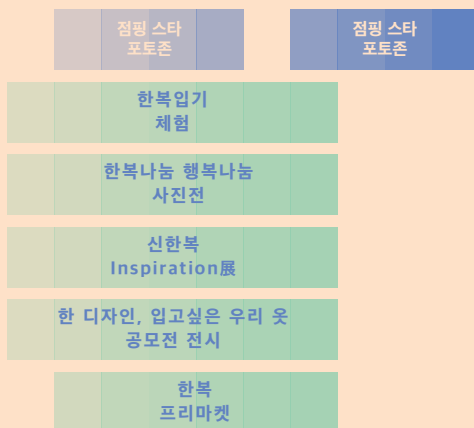 점핑 스타
포토존
점핑 스타
포토존
한복입기
체험
한복나눔 행복나눔
사진전
신한복
Inspiration展
한 디자인, 입고싶은 우리 옷
공모전 전시
한복
프리마켓